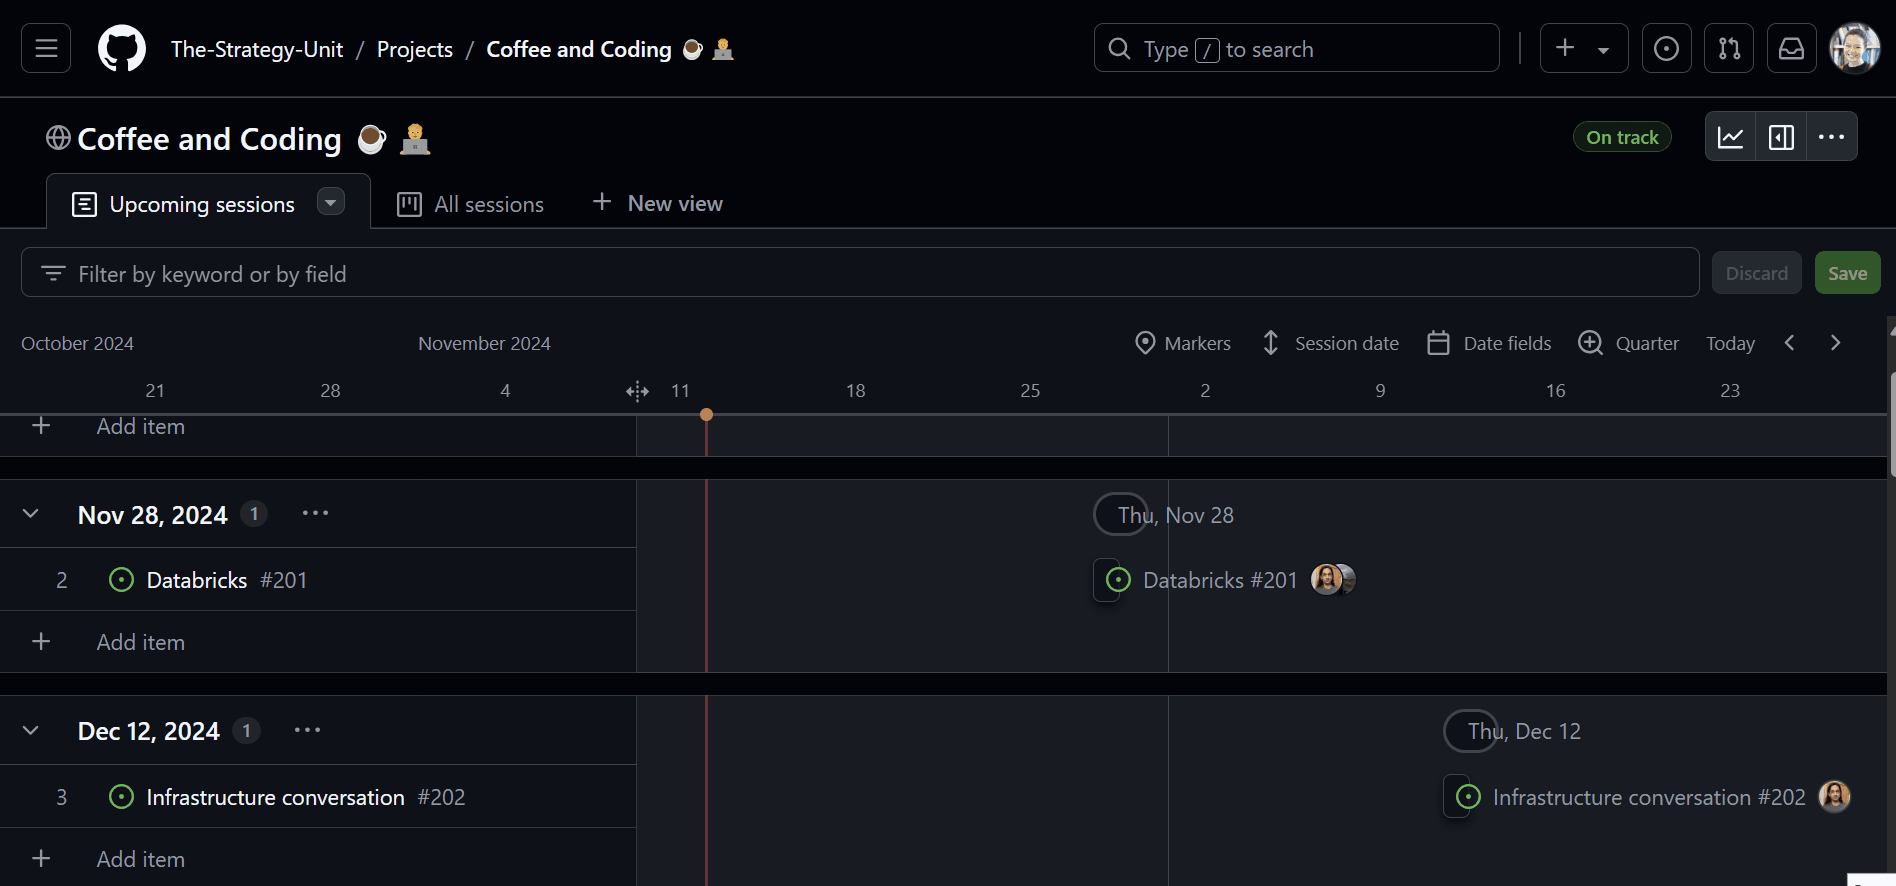 The-Strategy-Unit / Projects / Coffee and Coding
Type / to search
Coffee and Coding
On track
Upcoming sessions
All sessions
New view
Filter by keyword or by field
Discard
Save
October 2024
November 2024
Markers
Session date
Date fields
Quarter
Today
21 28 4 11 18 25 2 9 16 23
Add item
Nov 28, 2024 1
Thu, Nov 28
2 Databricks #201
Databricks #201
Add item
Dec 12, 2024 1
Thu, Dec 12
3 Infrastructure conversation #202
Infrastructure conversation #202
Add item